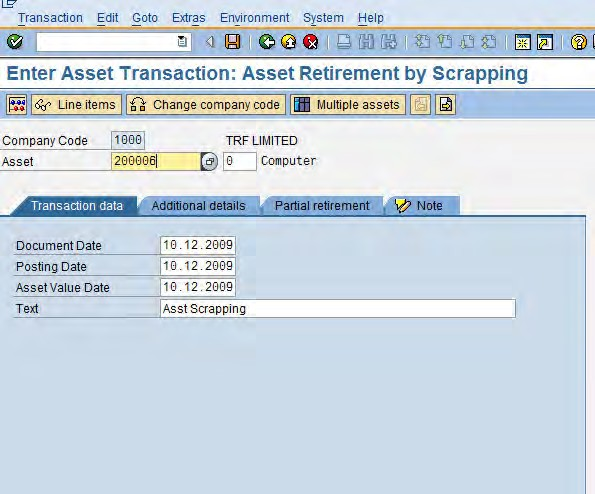 Transaction Edit Goto Extras Environment System Help
Enter Asset Transaction: Asset Retirement by Scrapping
Line items Change company code Multiple assets
Company Code 1000 TRF LIMITED
Asset 200006 0 Computer
Transaction data Additional details Partial retirement Note
Document Date 10.12.2009
Posting Date 10.12.2009
Asset Value Date 10.12.2009
Text Asst Scrapping